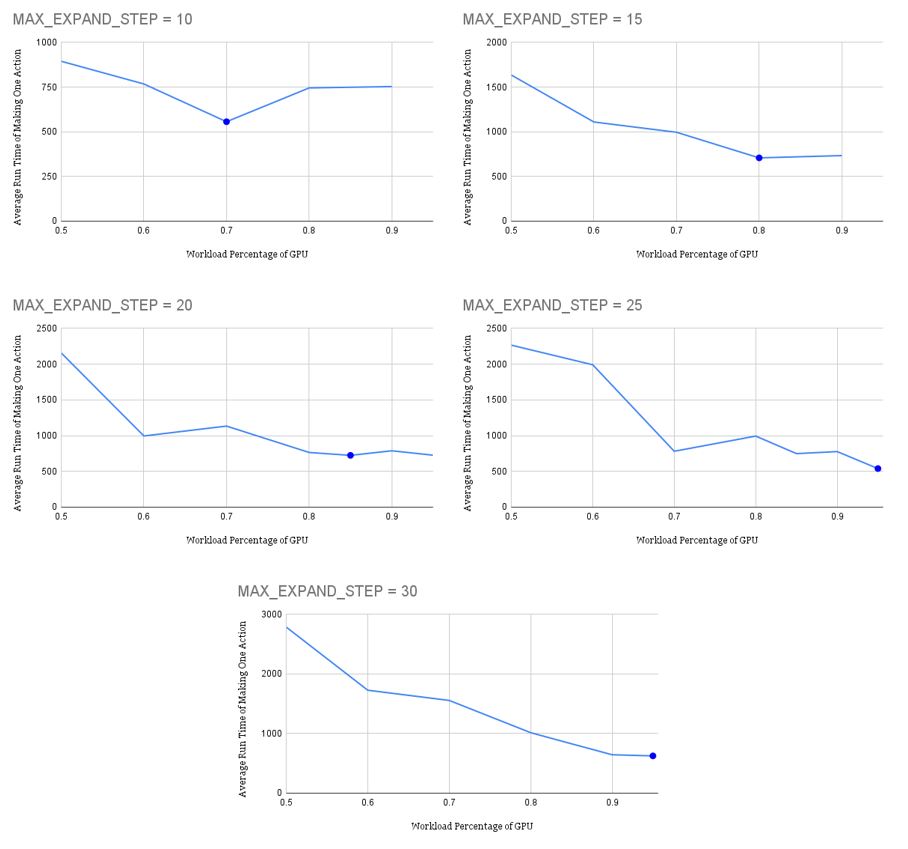 MAX_EXPAND_STEP = 10
Average Run Time of Making One Action
1000
750
500
250
0
0.5 0.6 0.7 0.8 0.9
Workload Percentage of GPU
MAX_EXPAND_STEP = 15
Average Run Time of Making One Action
2000
1500
1000
500
0
0.5 0.6 0.7 0.8 0.9
Workload Percentage of GPU
MAX_EXPAND_STEP = 20
Average Run Time of Making One Action
2500
2000
1500
1000
500
0
0.5 0.6 0.7 0.8 0.9
Workload Percentage of GPU
MAX_EXPAND_STEP = 25
Average Run Time of Making One Action
2500
2000
1500
1000
500
0
0.5 0.6 0.7 0.8 0.9
Workload Percentage of GPU
MAX_EXPAND_STEP = 30
Average Run Time of Making One Action
3000
2000
1000
0
0.5 0.6 0.7 0.8 0.9
Workload Percentage of GPU